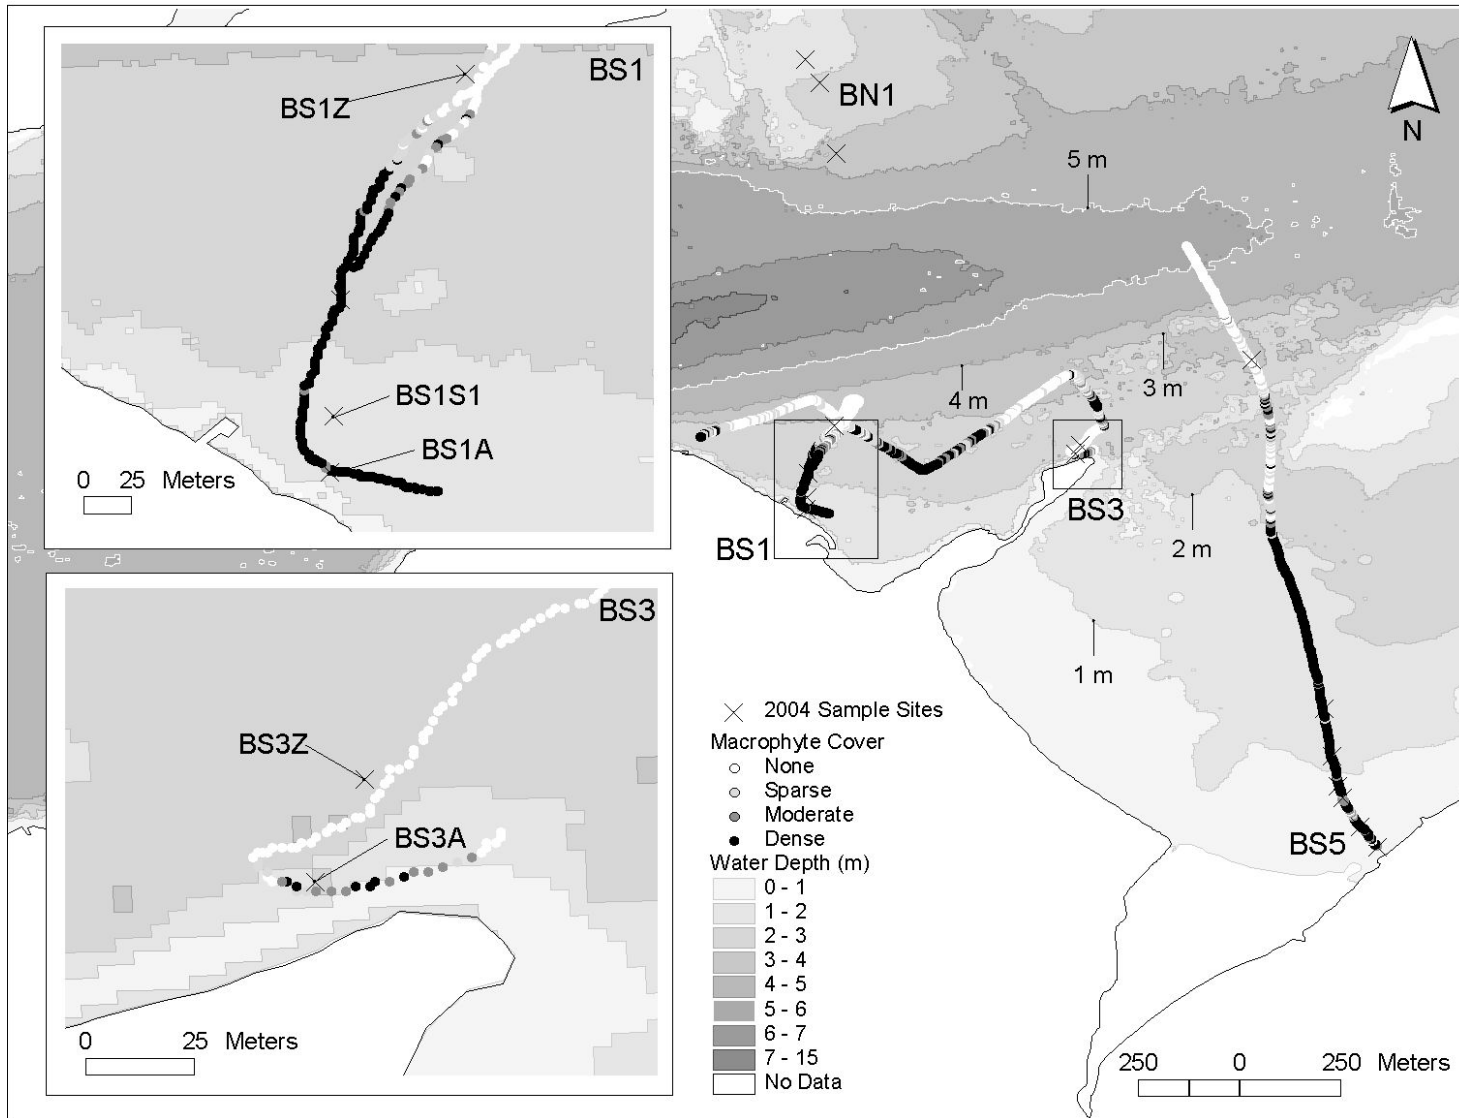 BS1
BS1Z
BS1S1
BS1A
0 25 Meters
BS3
BS3Z
BS3A
0 25 Meters
BN1
N
5 m
4 m
3 m
BS1
BS3
2 m
1 m
BS5
2004 Sample Sites
Macrophyte Cover
None
Sparse
Moderate
Dense
Water Depth (m)
0 - 1
1 - 2
2 - 3
3 - 4
4 - 5
5 - 6
6 - 7
7 - 15
No Data
250 0 250 Meters